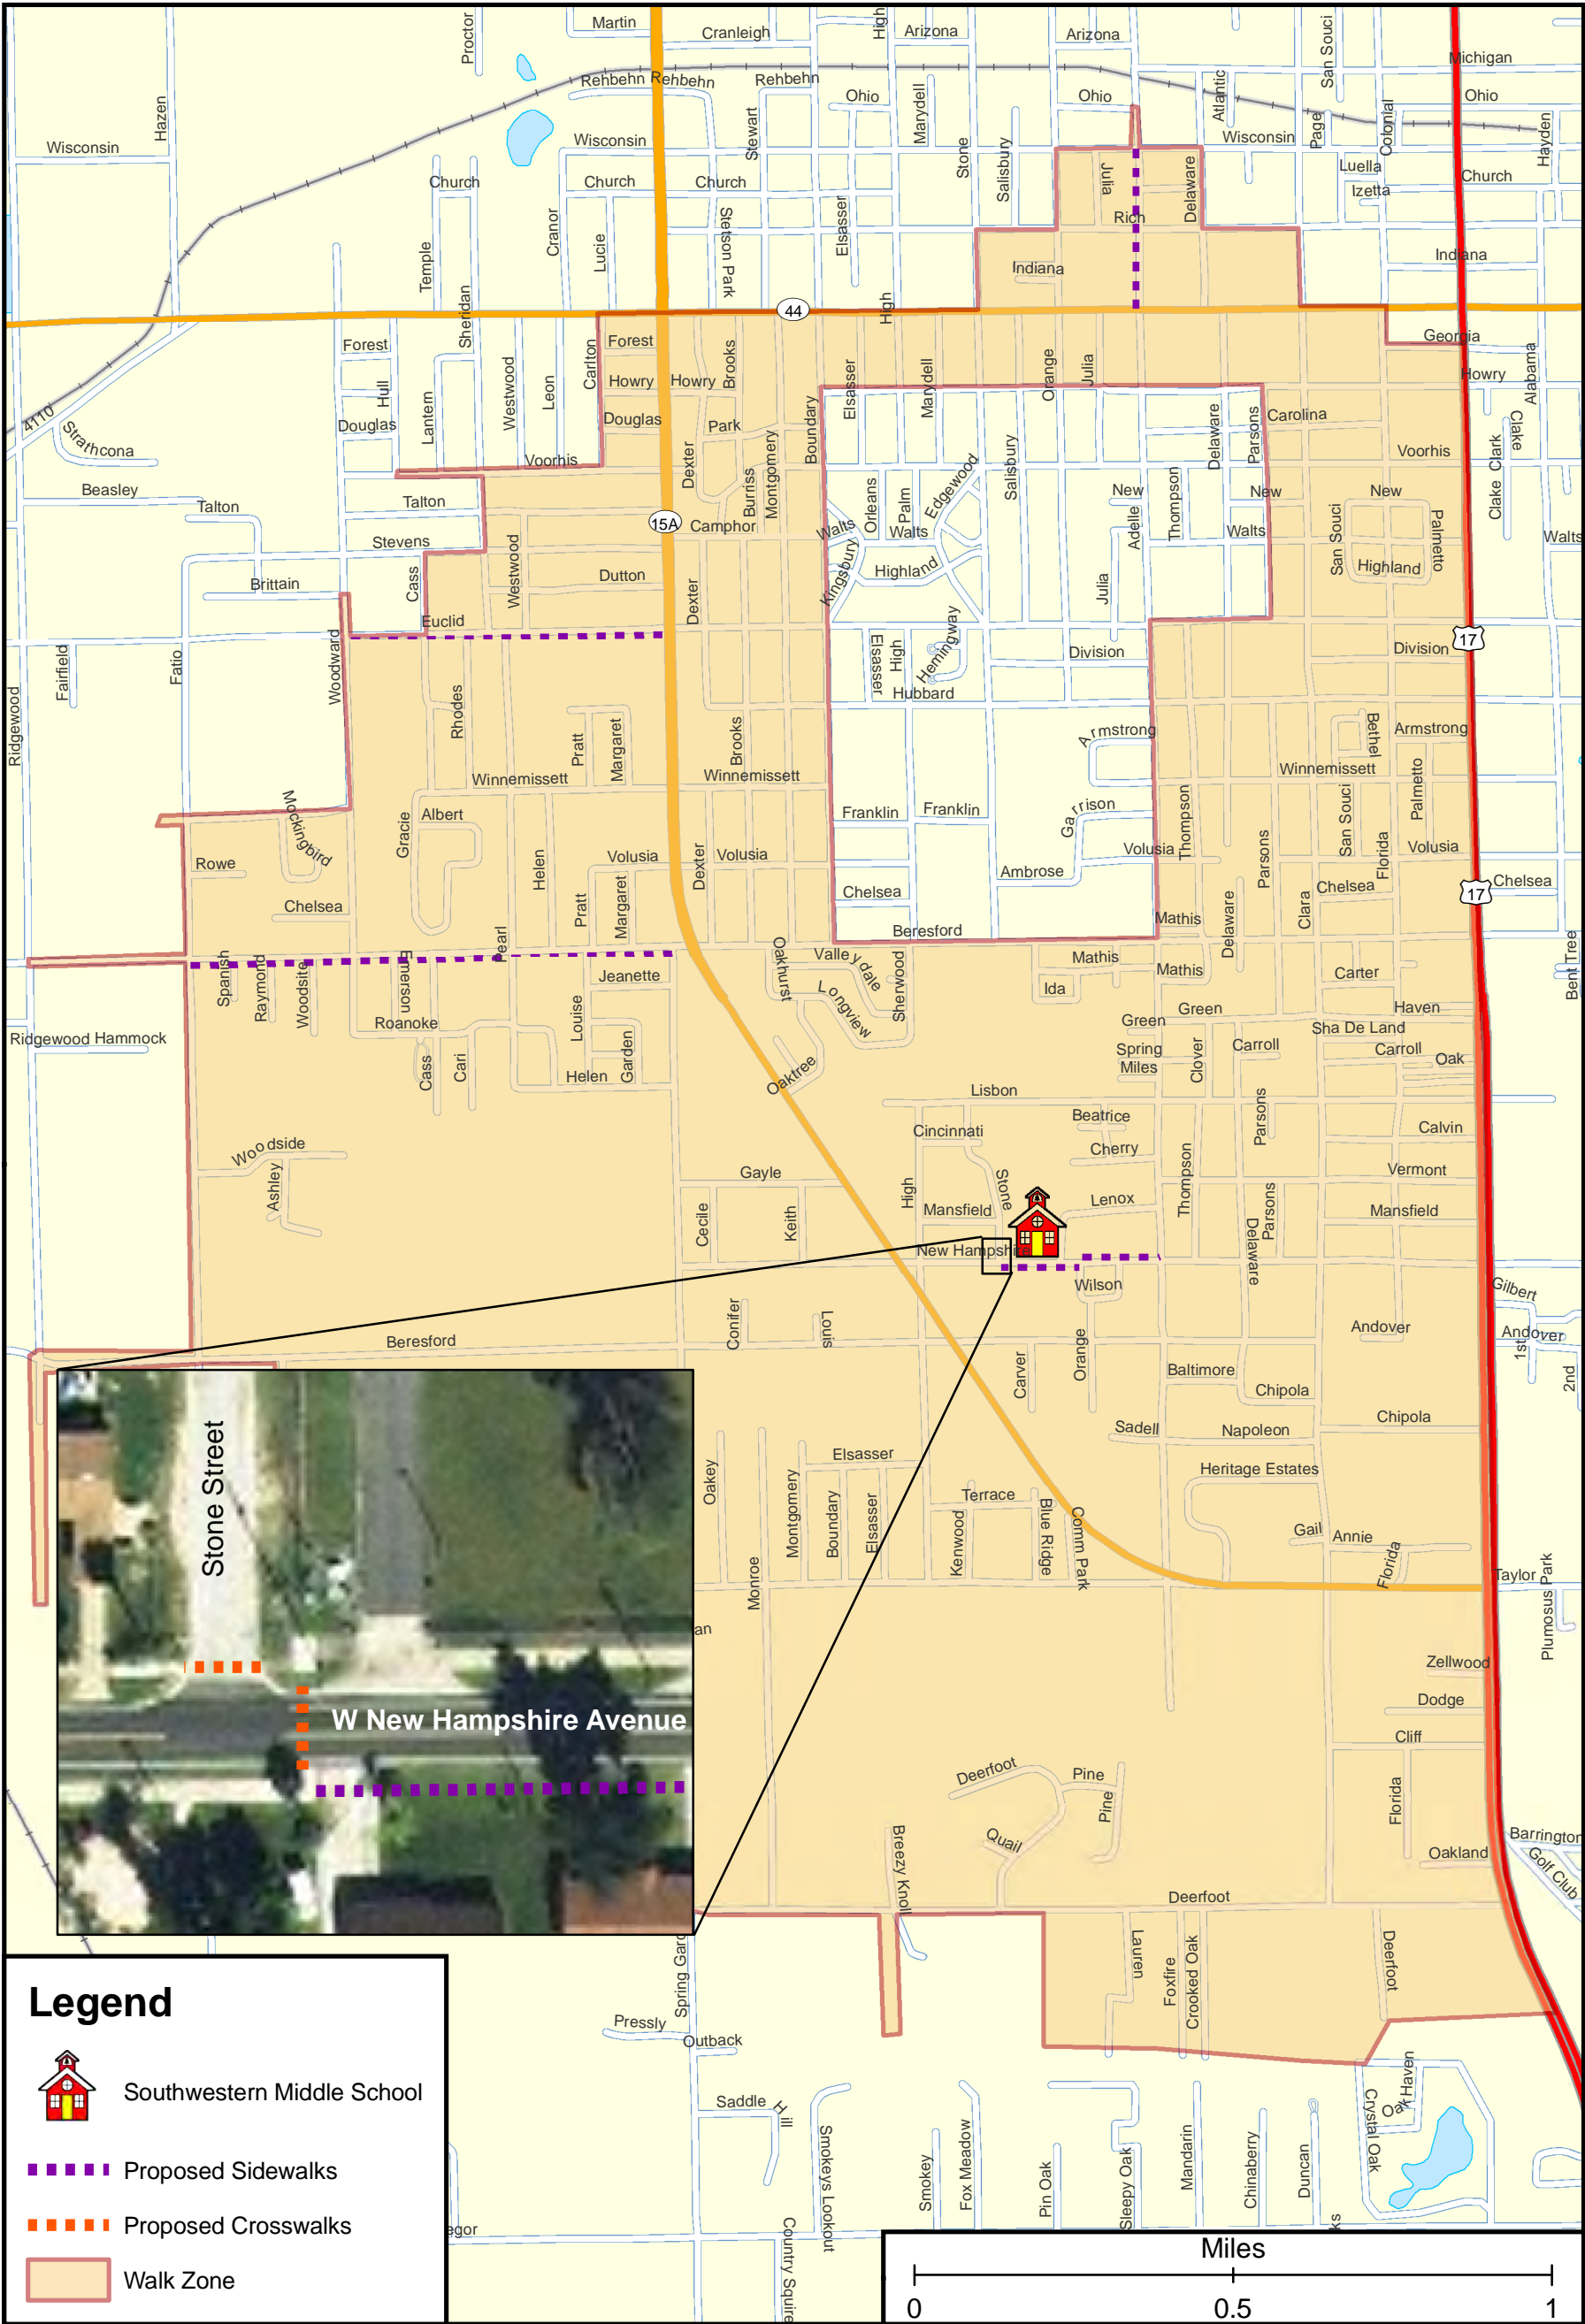 Martin
Cranleigh
High
Arizona
Arizona
San Souci
Michigan
Proctor
Rehbehn
Rehbehn
Rehbehn
Hazen
Ohio
Marydell
Ohio
Atlantic
Page
Colonial
Ohio
Hayden
Wisconsin
Wisconsin
Stewart
Stone
Salisbury
Wisconsin
Luella
Izetta
Church
Church
Church
Church
Julia
Delaware
Rich
Temple
Cranor
Lucie
Stetson Park
Elsasser
Indiana
Indiana
Sheridan
High
44
Forest
Hull
Douglas
Lantern
Westwood
Leon
Carlton
Forest
Howry
Howry
Brooks
Douglas
Park
Elsasser
Marydell
Orange
Julia
Georgia
Howry
Alabama
4110
Strathcona
Voorhis
Dexter
Burriss
Montgomery
Boundary
Salisbury
Delaware
Parsons
Carolina
Voorhis
Clark
Clake
Clake
Beasley
Talton
Talton
Stevens
15A
Camphor
Walts
Orleans
Palm
Walts
Edgewood
New
Adelle
Thompson
New
Walts
New
San Souci
Palmetto
Highland
Walts
Brittain
Cass
Westwood
Dutton
Dexter
Kingsbury
Highland
Julia
Euclid
Fairfield
Fatio
Woodward
Elsasser
High
Hemingway
Division
Division
17
Hubbard
Ridgewood
Rhodes
Pratt
Margaret
Brooks
Armstrong
Bethel
Armstrong
Winnemissett
Winnemissett
Winnemissett
Mockingbird
Gracie
Albert
Franklin
Franklin
Garrison
Thompson
San Souci
Palmetto
Rowe
Helen
Volusia
Dexter
Volusia
Volusia
Parsons
Florida
Volusia
Chelsea
Pratt
Margaret
Chelsea
Ambrose
Clara
Chelsea
17
Chelsea
Beresford
Mathis
Delaware
Spanish
Raymond
Woodsite
Emerson
Pearl
Jeanette
Oakhurst
Valleydale
Longview
Sherwood
Mathis
Mathis
Ida
Carter
Bent Tree
Ridgewood Hammock
Roanoke
Louise
Green
Green
Haven
Sha De Land
Cass
Cari
Helen
Garden
Oaktree
Spring
Miles
Clover
Carroll
Carroll
Oak
Lisbon
Beatrice
Parsons
Calvin
Woodside
Ashley
Cincinnati
Cherry
Vermont
Gayle
High
Stone
Lenox
Thompson
Cecile
Keith
Mansfield
Parsons
Mansfield
New Hampshire
Delaware
Wilson
Gilbert
Conifer
Louis
Beresford
Andover
Andover
1st
2nd
Carver
Orange
Baltimore
Chipola
Chipola
Sadell
Napoleon
Oakey
Elsasser
Heritage Estates
Montgomery
Boundary
Elsasser
Terrace
Kenwood
Blue Ridge
Comm Park
Gail
Annie
Florida
Monroe
Taylor
Plumosus Park
an
Zellwood
Dodge
Cliff
Deerfoot
Pine
Pine
Florida
Quail
Breezy Knoll
Oakland
Barrington
Golf Club
Deerfoot
Lauren
Foxfire
Crooked Oak
Deerfoot
Spring Gard
Pressly
Outback
Saddle Hill
Smokeys Lookout
Smokey
Fox Meadow
Pin Oak
Sleepy Oak
Mandarin
Chinaberry
Duncan
Crystal Oak
Oak Haven
egor
Country Squire
ks
Stone Street
W New Hampshire Avenue
Legend
Southwestern Middle School
Proposed Sidewalks
Proposed Crosswalks
Walk Zone
Miles
0
0.5
1